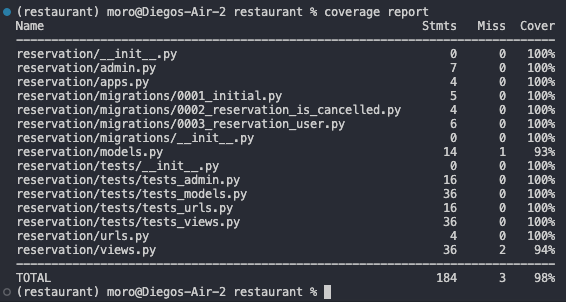 (restaurant) moro@Diegos-Air-2 restaurant % coverage report
Name Stmts Miss Cover
reservation/__init__.py 0 0 100%
reservation/admin.py 7 0 100%
reservation/apps.py 4 0 100%
reservation/migrations/0001_initial.py 5 0 100%
reservation/migrations/0002_reservation_is_cancelled.py 4 0 100%
reservation/migrations/0003_reservation_user.py 6 0 100%
reservation/migrations/__init__.py 0 0 100%
reservation/models.py 14 1 93%
reservation/tests/__init__.py 0 0 100%
reservation/tests/tests_admin.py 16 0 100%
reservation/tests/tests_models.py 36 0 100%
reservation/tests/tests_urls.py 16 0 100%
reservation/tests/tests_views.py 36 0 100%
reservation/urls.py 4 0 100%
reservation/views.py 36 2 94%
TOTAL 184 3 98%
(restaurant) moro@Diegos-Air-2 restaurant %